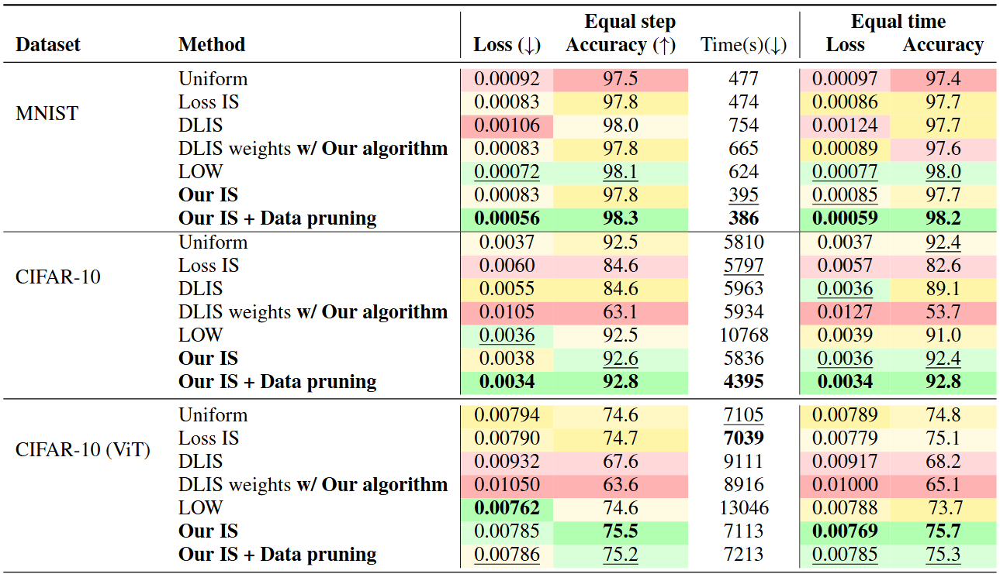 Equal step Equal time
Dataset Method Loss (↓) Accuracy (↑) Time(s)(↓) Loss Accuracy
Uniform 0.00092 97.5 477 0.00097 97.4
MNIST Loss IS 0.00083 97.8 474 0.00086 97.7
DLIS 0.00106 98.0 754 0.00124 97.7
DLIS weights w/ Our algorithm 0.00083 97.8 665 0.00089 97.6
LOW 0.00072 98.1 624 0.00077 98.0
Our IS 0.00083 97.8 395 0.00085 97.7
Our IS + Data pruning 0.00056 98.3 386 0.00059 98.2
Uniform 0.0037 92.5 5810 0.0037 92.4
CIFAR-10 Loss IS 0.0060 84.6 5797 0.0057 82.6
DLIS 0.0055 84.6 5963 0.0036 89.1
DLIS weights w/ Our algorithm 0.0105 63.1 5934 0.0127 53.7
LOW 0.0036 92.5 10768 0.0039 91.0
Our IS 0.0038 92.6 5836 0.0036 92.4
Our IS + Data pruning 0.0034 92.8 4395 0.0034 92.8
Uniform 0.00794 74.6 7105 0.00789 74.8
CIFAR-10 (ViT) Loss IS 0.00790 74.7 7039 0.00779 75.1
DLIS 0.00932 67.6 9111 0.00917 68.2
DLIS weights w/ Our algorithm 0.01050 63.6 8916 0.01000 65.1
LOW 0.00762 74.6 13046 0.00788 73.7
Our IS 0.00785 75.5 7113 0.00769 75.7
Our IS + Data pruning 0.00786 75.2 7213 0.00785 75.3